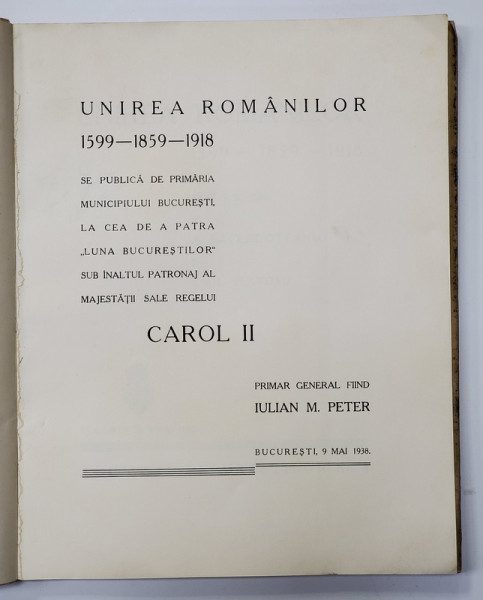 UNIREA ROMÂNILOR
1599—1859—1918
SE PUBLICĂ DE PRIMĂRIA
MUNICIPIULUI BUCUREȘTI,
LA CEA DE A PATRA
„LUNA BUCUREȘTILOR"
SUB ÎNALTUL PATRONAJ AL
MAJESTĂȚII SALE REGELUI
CAROL II
PRIMAR GENERAL FIIND
IULIAN M. PETER
BUCUREȘTI, 9 MAI 1938.